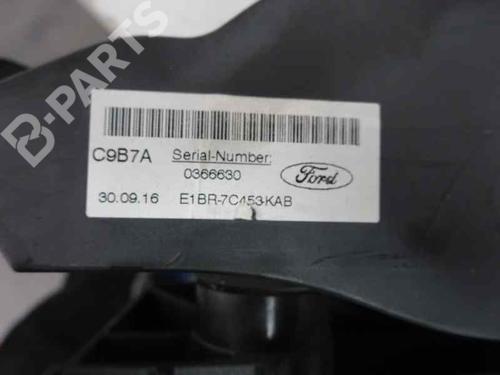 B-PARTS
C9B7A Serial-Number:
0366630
Ford
30.09.16 E1BR-7C453-KAB